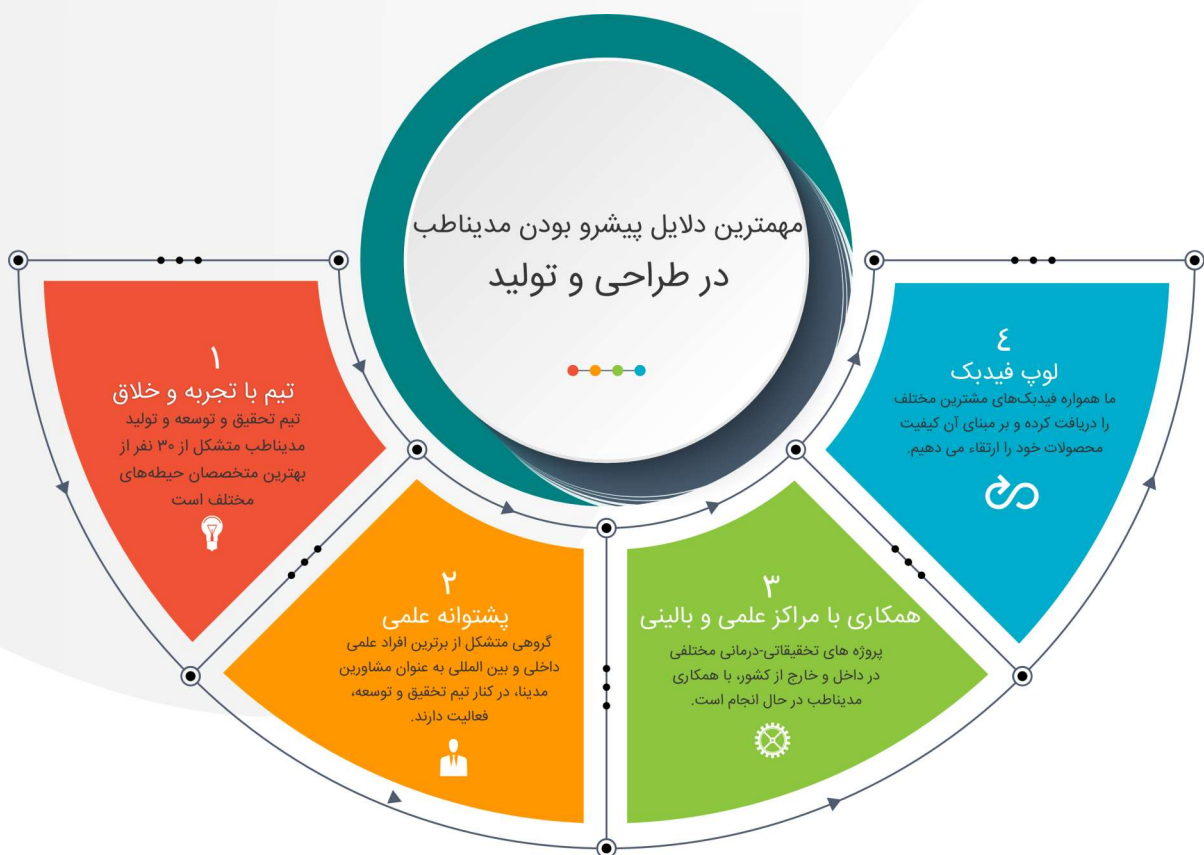 مهمترین دلایل پیشرو بودن مدیناطب
در طراحی و تولید
۱
تیم با تجربه و خلاق
تیم تحقیق و توسعه و تولید
مدیناطب متشکل از ۳۰ نفر از
بهترین متخصصان حیطه‌های
مختلف است
۲
پشتوانه علمی
گروهی متشکل از برترین افراد علمی
داخلی و بین المللی به عنوان مشاورین
مدینا، در کنار تیم تخقیق و توسعه،
فعالیت دارند.
۳
همکاری با مراکز علمی و بالینی
پروژه های تخقیقاتی-درمانی مختلفی
در داخل و خارج از کشور، با همکاری
مدیناطب در حال انجام است.
٤
لوپ فیدبک
ما همواره فیدبک‌های مشترین مختلف
را دریافت کرده و بر مبنای آن کیفیت
محصولات خود را ارتقاء می دهیم.